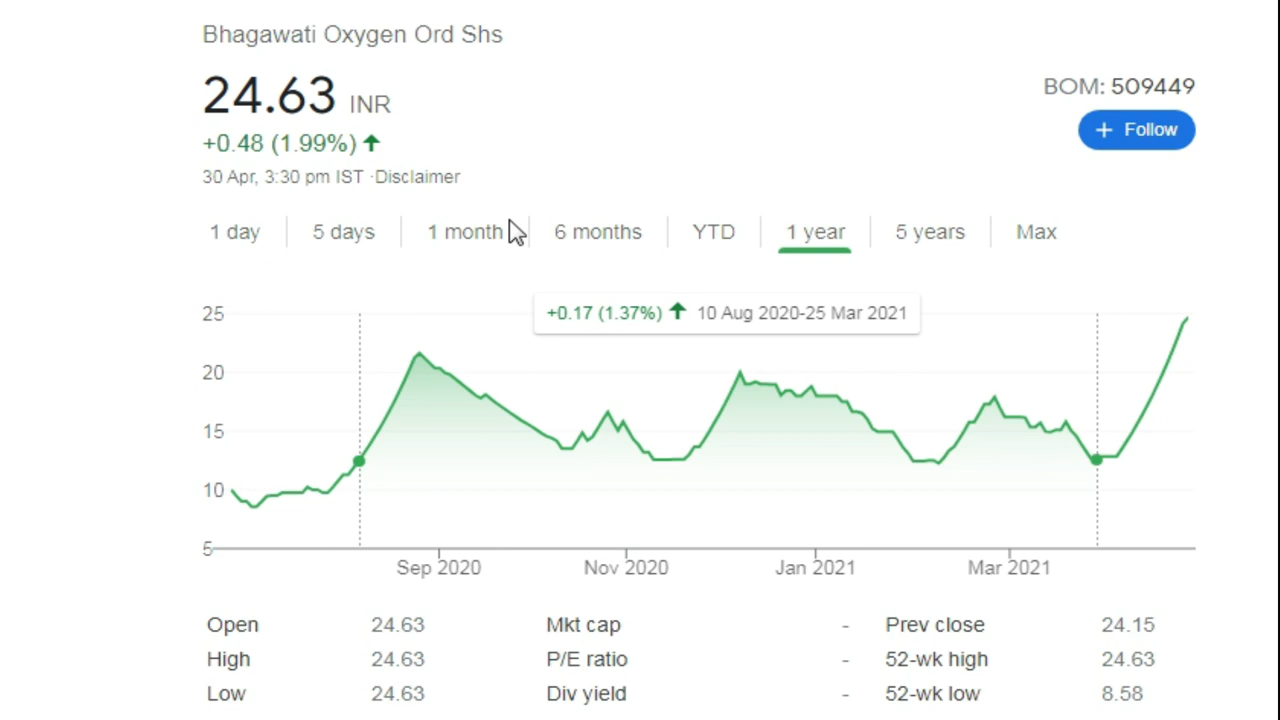 Bhagawati Oxygen Ord Shs
24.63 INR
BOM: 509449
+ Follow
+0.48 (1.99%)
30 Apr, 3:30 pm IST ·Disclaimer
1 day 5 days 1 month 6 months YTD 1 year 5 years Max
+0.17 (1.37%) 10 Aug 2020-25 Mar 2021
25
20
15
10
5
Sep 2020 Nov 2020 Jan 2021 Mar 2021
Open 24.63 Mkt cap - Prev close 24.15
High 24.63 P/E ratio - 52-wk high 24.63
Low 24.63 Div yield - 52-wk low 8.58